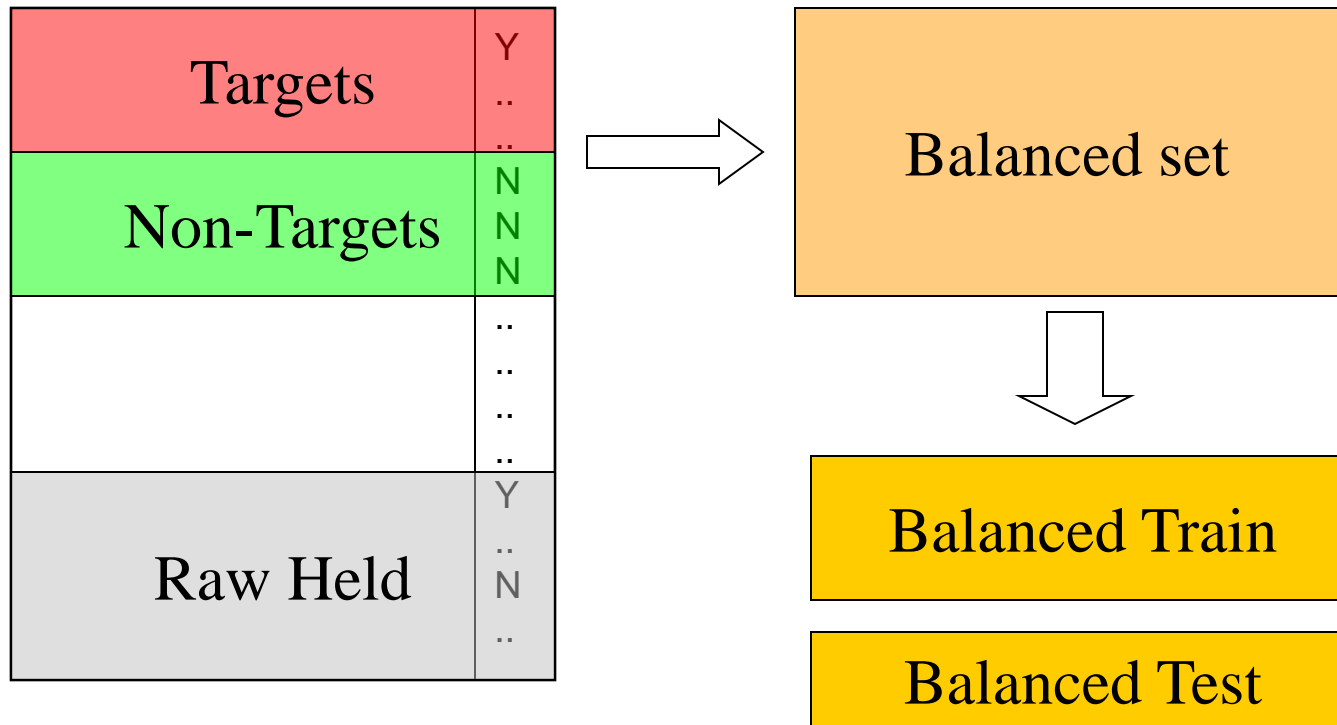 Targets
Y
..
..
Non-Targets
N
N
N
..
..
..
..
Raw Held
Y
..
N
..
Balanced set
Balanced Train
Balanced Test